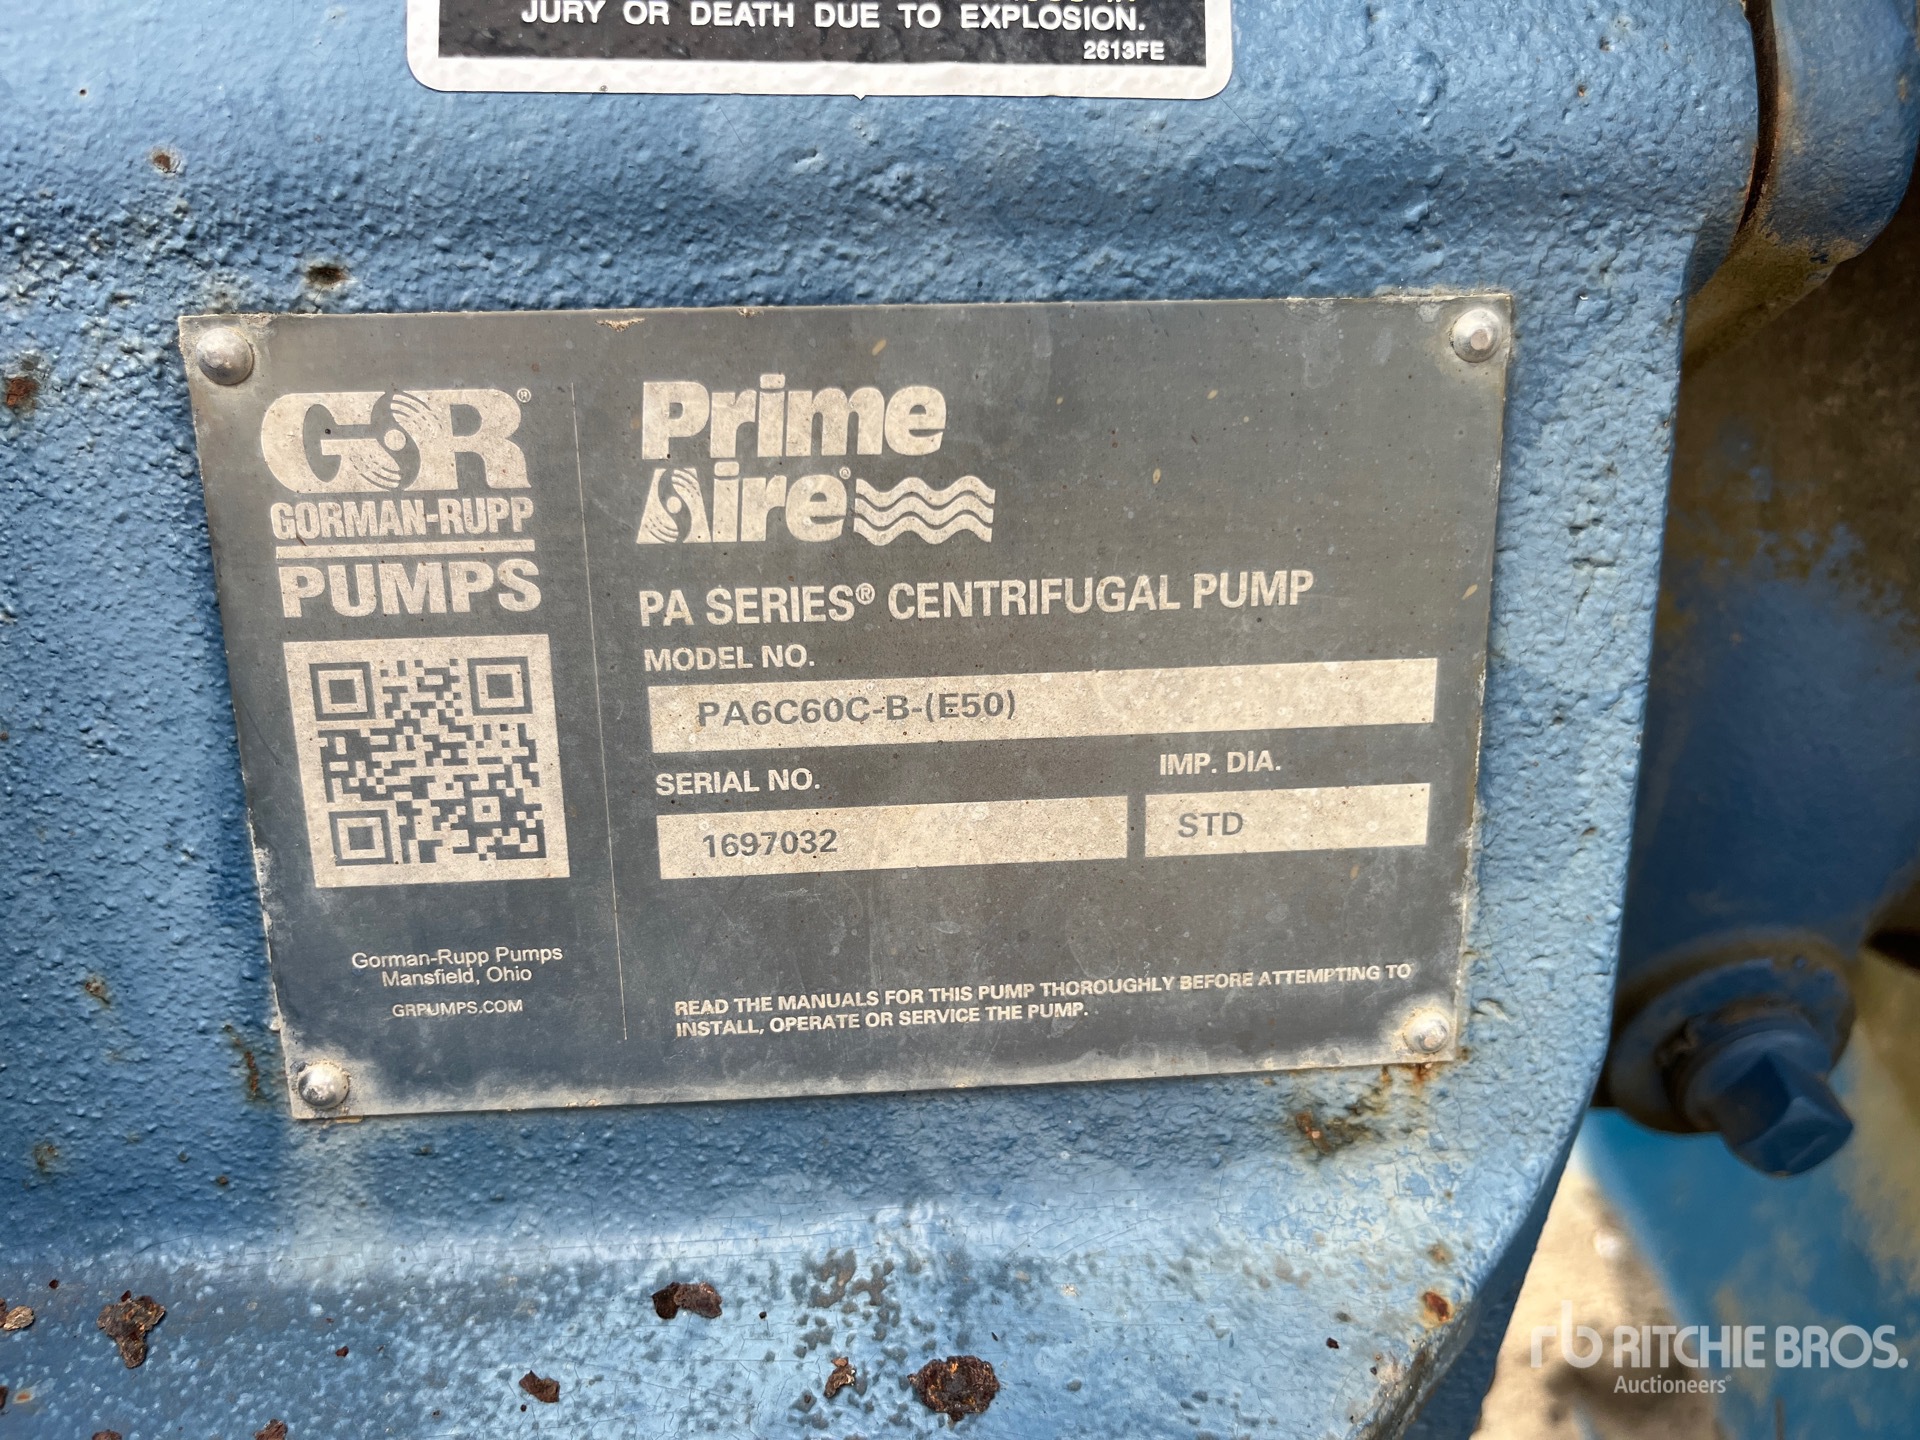 JURY OR DEATH DUE TO EXPLOSION.
2613FE
GR®
GORMAN-RUPP
PUMPS
Gorman-Rupp Pumps
Mansfield, Ohio
GRPUMPS.COM
Prime
Aire®
PA SERIES® CENTRIFUGAL PUMP
MODEL NO.
PA6C60C-B-(E50)
SERIAL NO.
IMP. DIA.
1697032
STD
READ THE MANUALS FOR THIS PUMP THOROUGHLY BEFORE ATTEMPTING TO
INSTALL, OPERATE OR SERVICE THE PUMP.
rb RITCHIE BROS.
Auctioneers